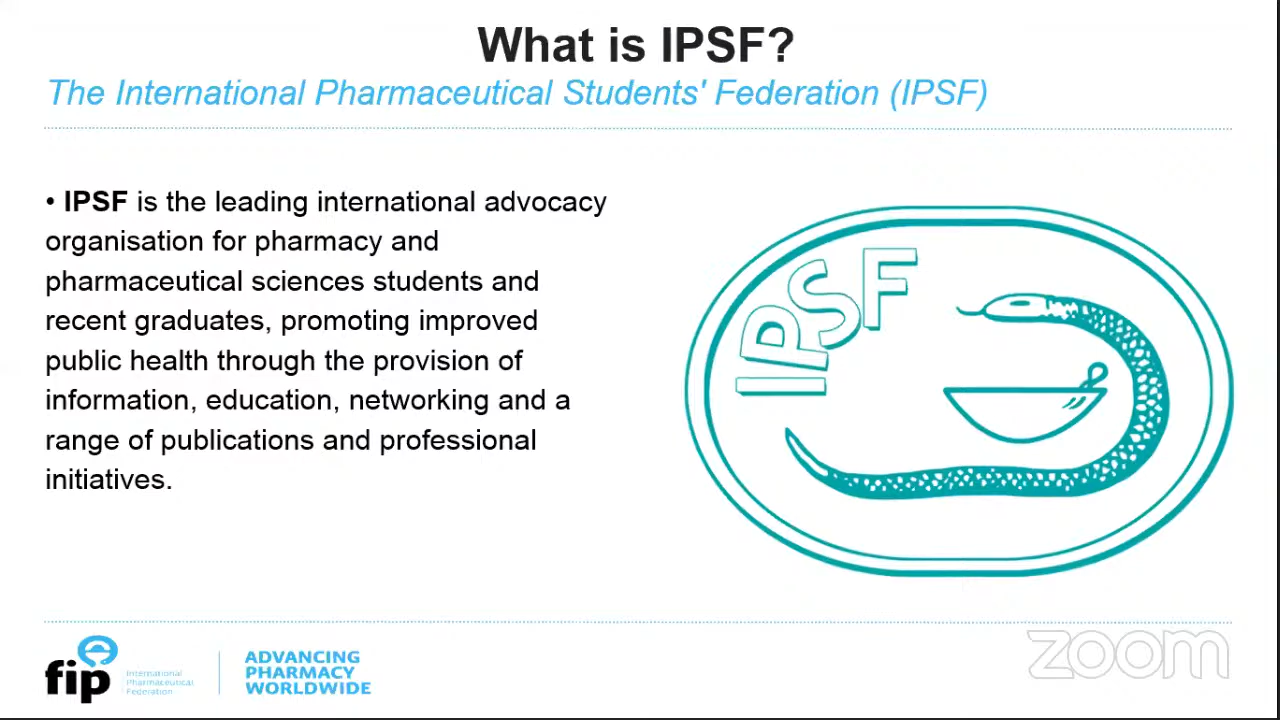 What is IPSF?
The International Pharmaceutical Students' Federation (IPSF)
• IPSF is the leading international advocacy
organisation for pharmacy and
pharmaceutical sciences students and
recent graduates, promoting improved
public health through the provision of
information, education, networking and a
range of publications and professional
initiatives.
IPSF
fip
International
Pharmaceutical
Federation
ADVANCING
PHARMACY
WORLDWIDE
zoom